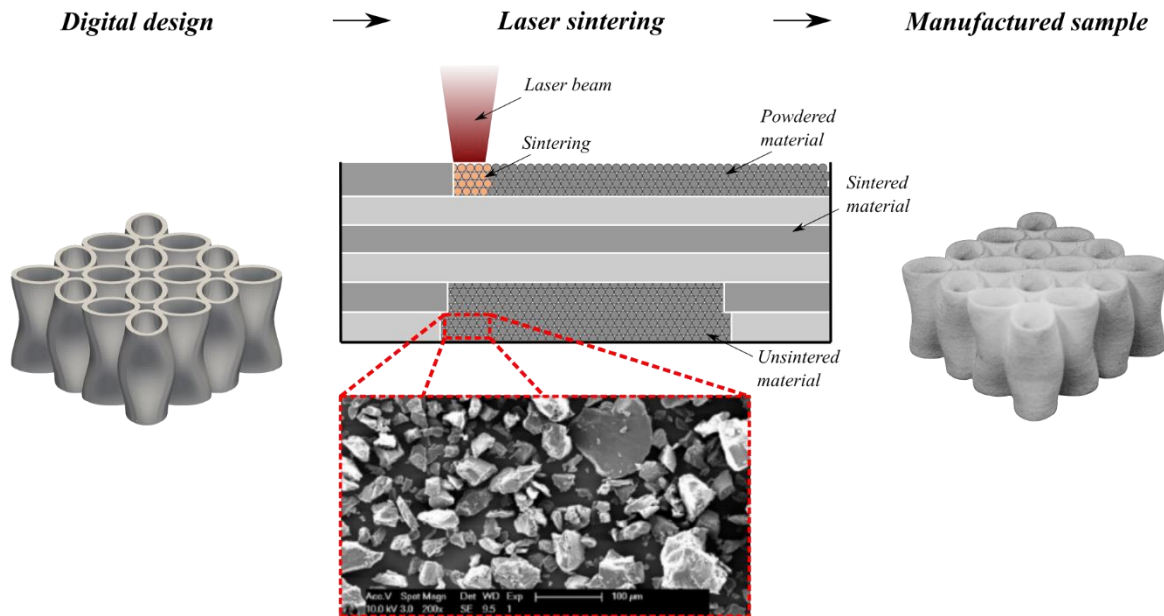 Digital design
Laser sintering
Manufactured sample
Laser beam
Sintering
Powdered
material
Sintered
material
Unsintered
material
Acc.V Spot Magn Det WD Exp 100 μm
10.0 kV 3.0 200x SE 9.5 1